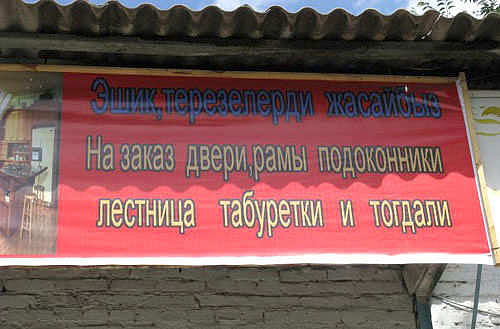 Эшик,терезелерди жасайбыз
На заказ двери,рамы подоконники
лестница табуретки и тогдали